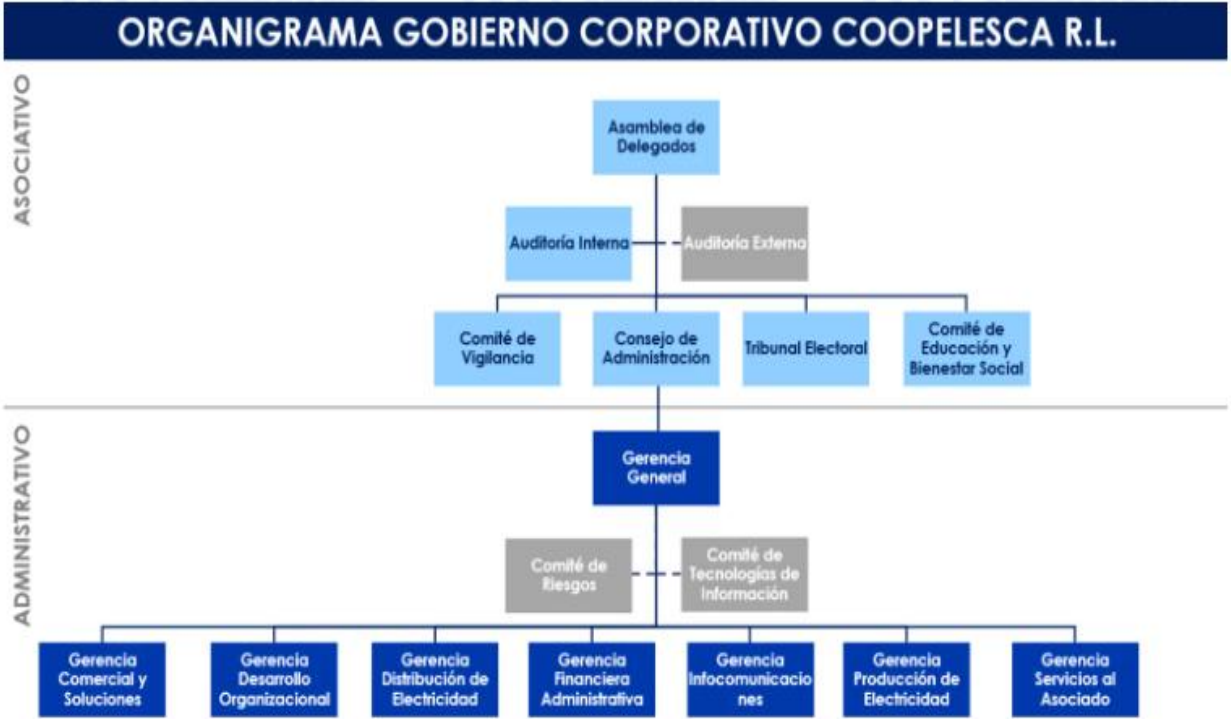 ORGANIGRAMA GOBIERNO CORPORATIVO COOPELESCA R.L.
ASOCIATIVO
Asamblea de
Delegados
Auditoría Interna
Auditoría Externa
Comité de
Vigilancia
Consejo de
Administración
Tribunal Electoral
Comité de
Educación y
Bienestar Social
ADMINISTRATIVO
Gerencia
General
Comité de
Riesgos
Comité de
Tecnologías de
Información
Gerencia
Comercial y
Soluciones
Gerencia
Desarrollo
Organizacional
Gerencia
Distribución de
Electricidad
Gerencia
Financiera
Administrativa
Gerencia
Infocomunicacio
nes
Gerencia
Producción de
Electricidad
Gerencia
Servicios al
Asociado